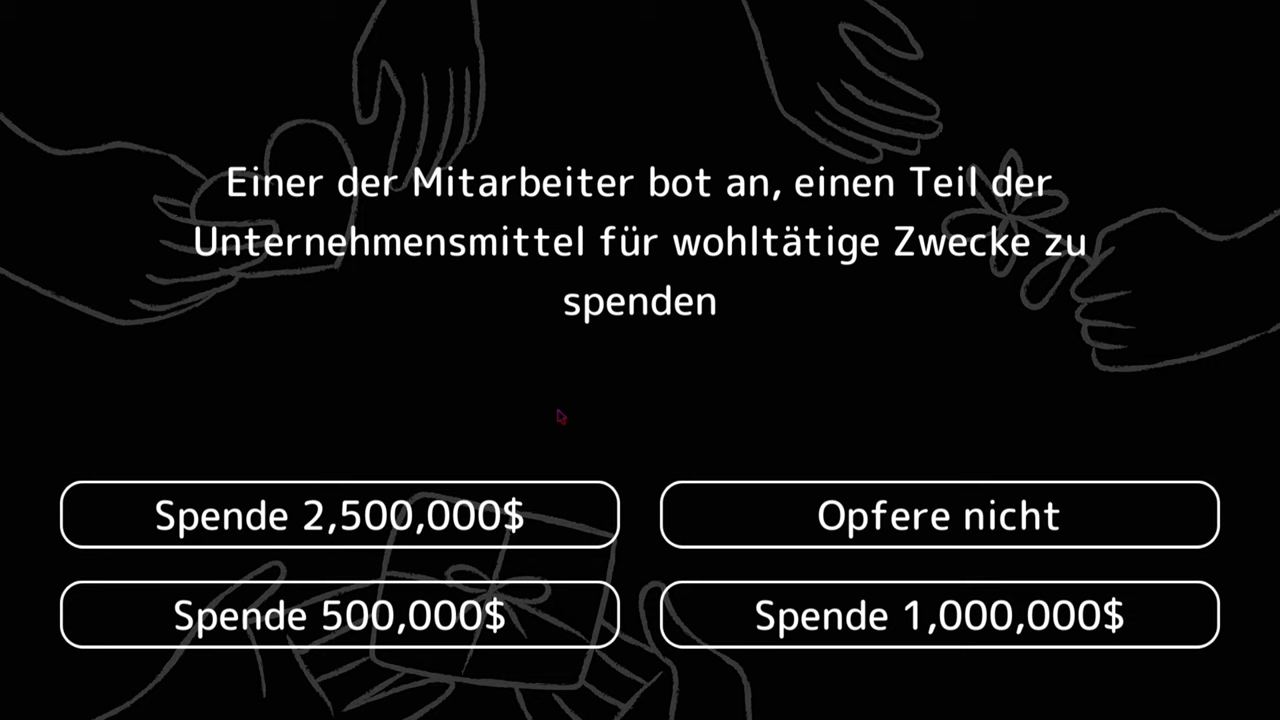 Einer der Mitarbeiter bot an, einen Teil der
Unternehmensmittel für wohltätige Zwecke zu
spenden
Spende 2,500,000$
Opfere nicht
Spende 500,000$
Spende 1,000,000$